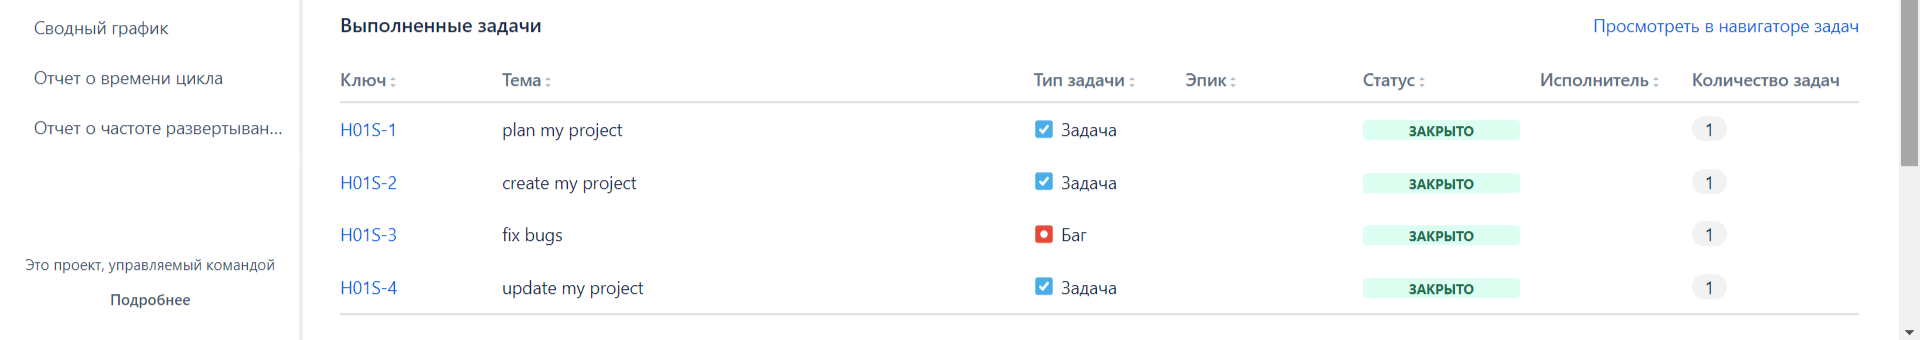 Сводный график
Отчет о времени цикла
Отчет о частоте развертыван...
Это проект, управляемый командой
Подробнее
Выполненные задачи
Просмотреть в навигаторе задач
Ключ Тема Тип задачи Эпик Статус Исполнитель Количество задач
H01S-1 plan my project Задача ЗАКРЫТО 1
H01S-2 create my project Задача ЗАКРЫТО 1
H01S-3 fix bugs Баг ЗАКРЫТО 1
H01S-4 update my project Задача ЗАКРЫТО 1